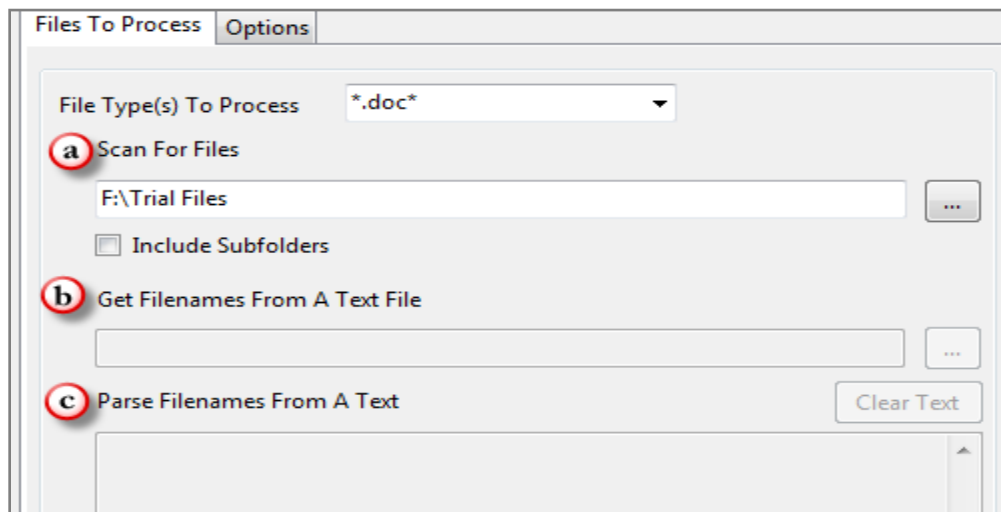 Files To Process Options
File Type(s) To Process *.doc*
a Scan For Files
F:\Trial Files ...
Include Subfolders
b Get Filenames From A Text File
...
c Parse Filenames From A Text Clear Text